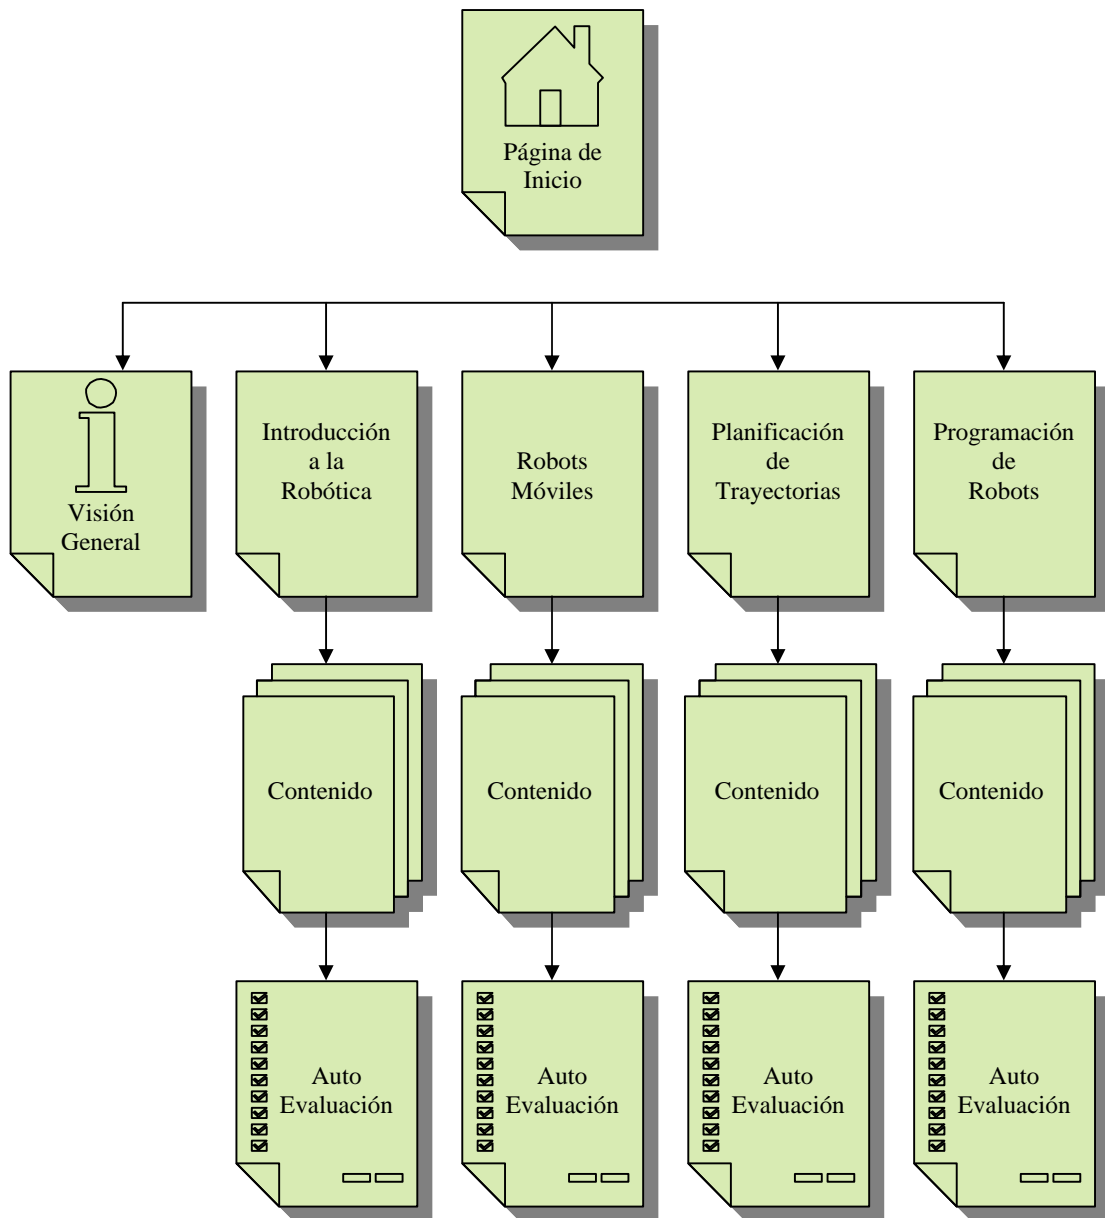 Página de
Inicio
Visión
General
Introducción
a la
Robótica
Robots
Móviles
Planificación
de
Trayectorias
Programación
de
Robots
Contenido
Contenido
Contenido
Contenido
Auto
Evaluación
Auto
Evaluación
Auto
Evaluación
Auto
Evaluación